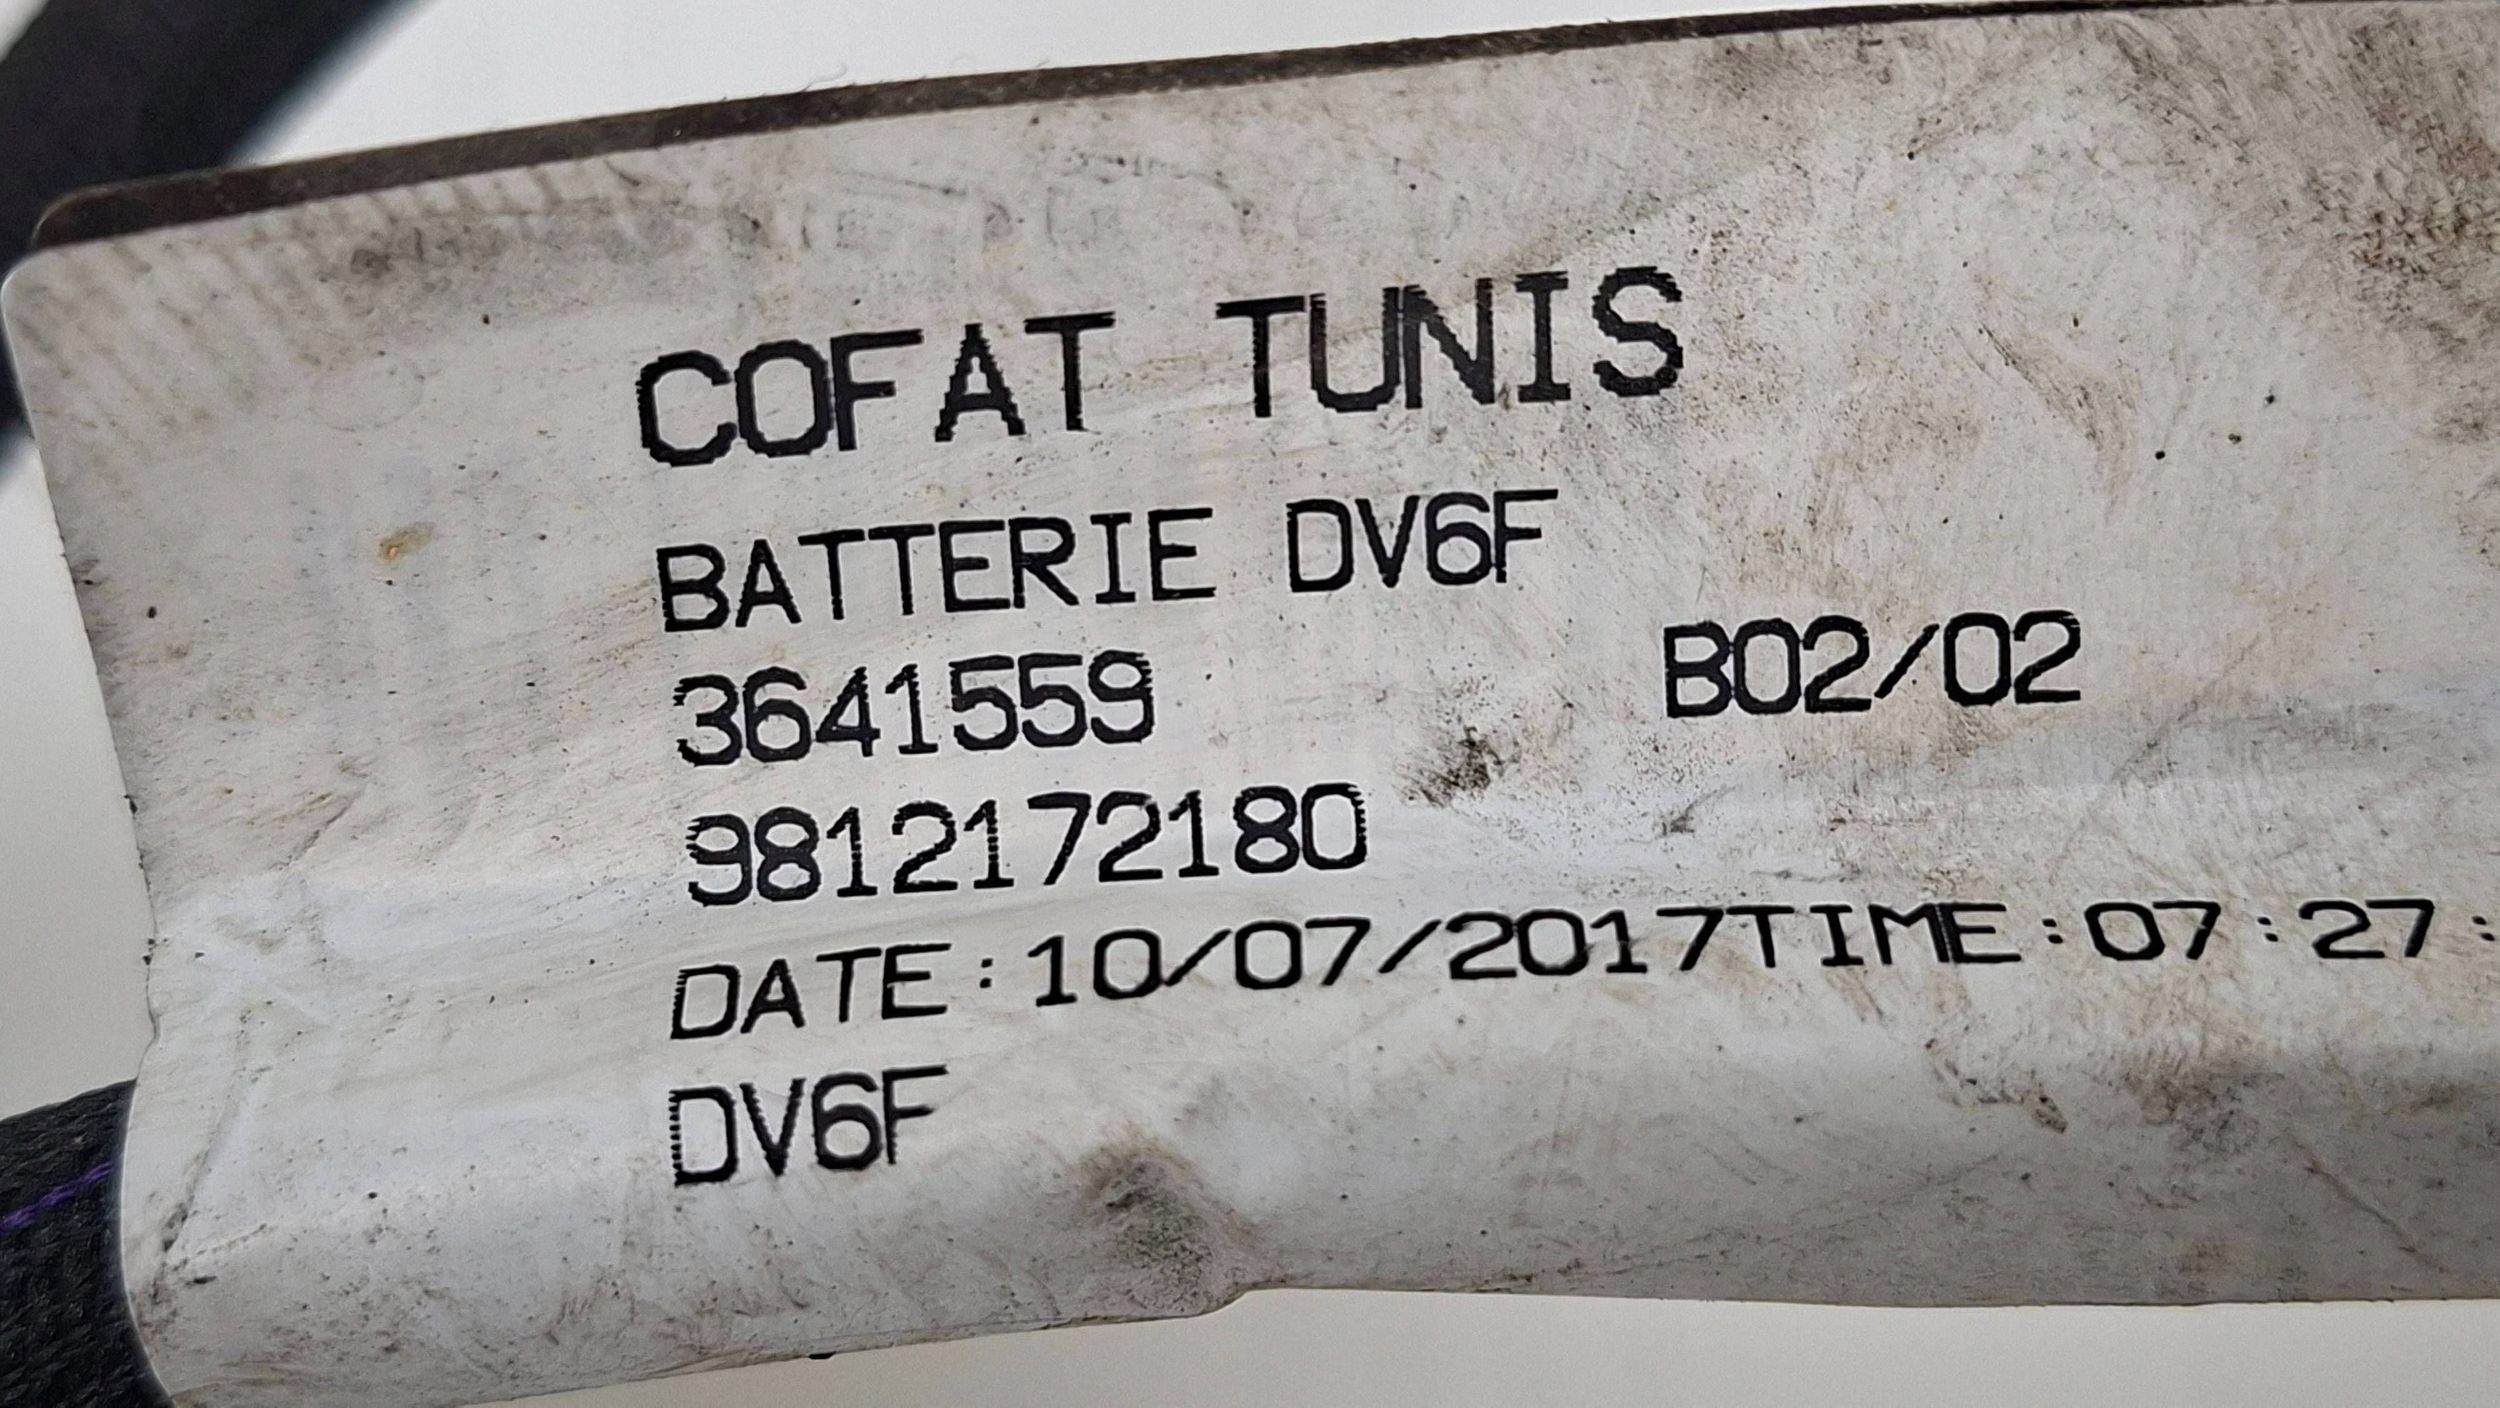 COFAT TUNIS
BATTERIE DV6F
3641559 B02/02
9812172180
DATE:10/07/2017TIME:07:27:
DV6F